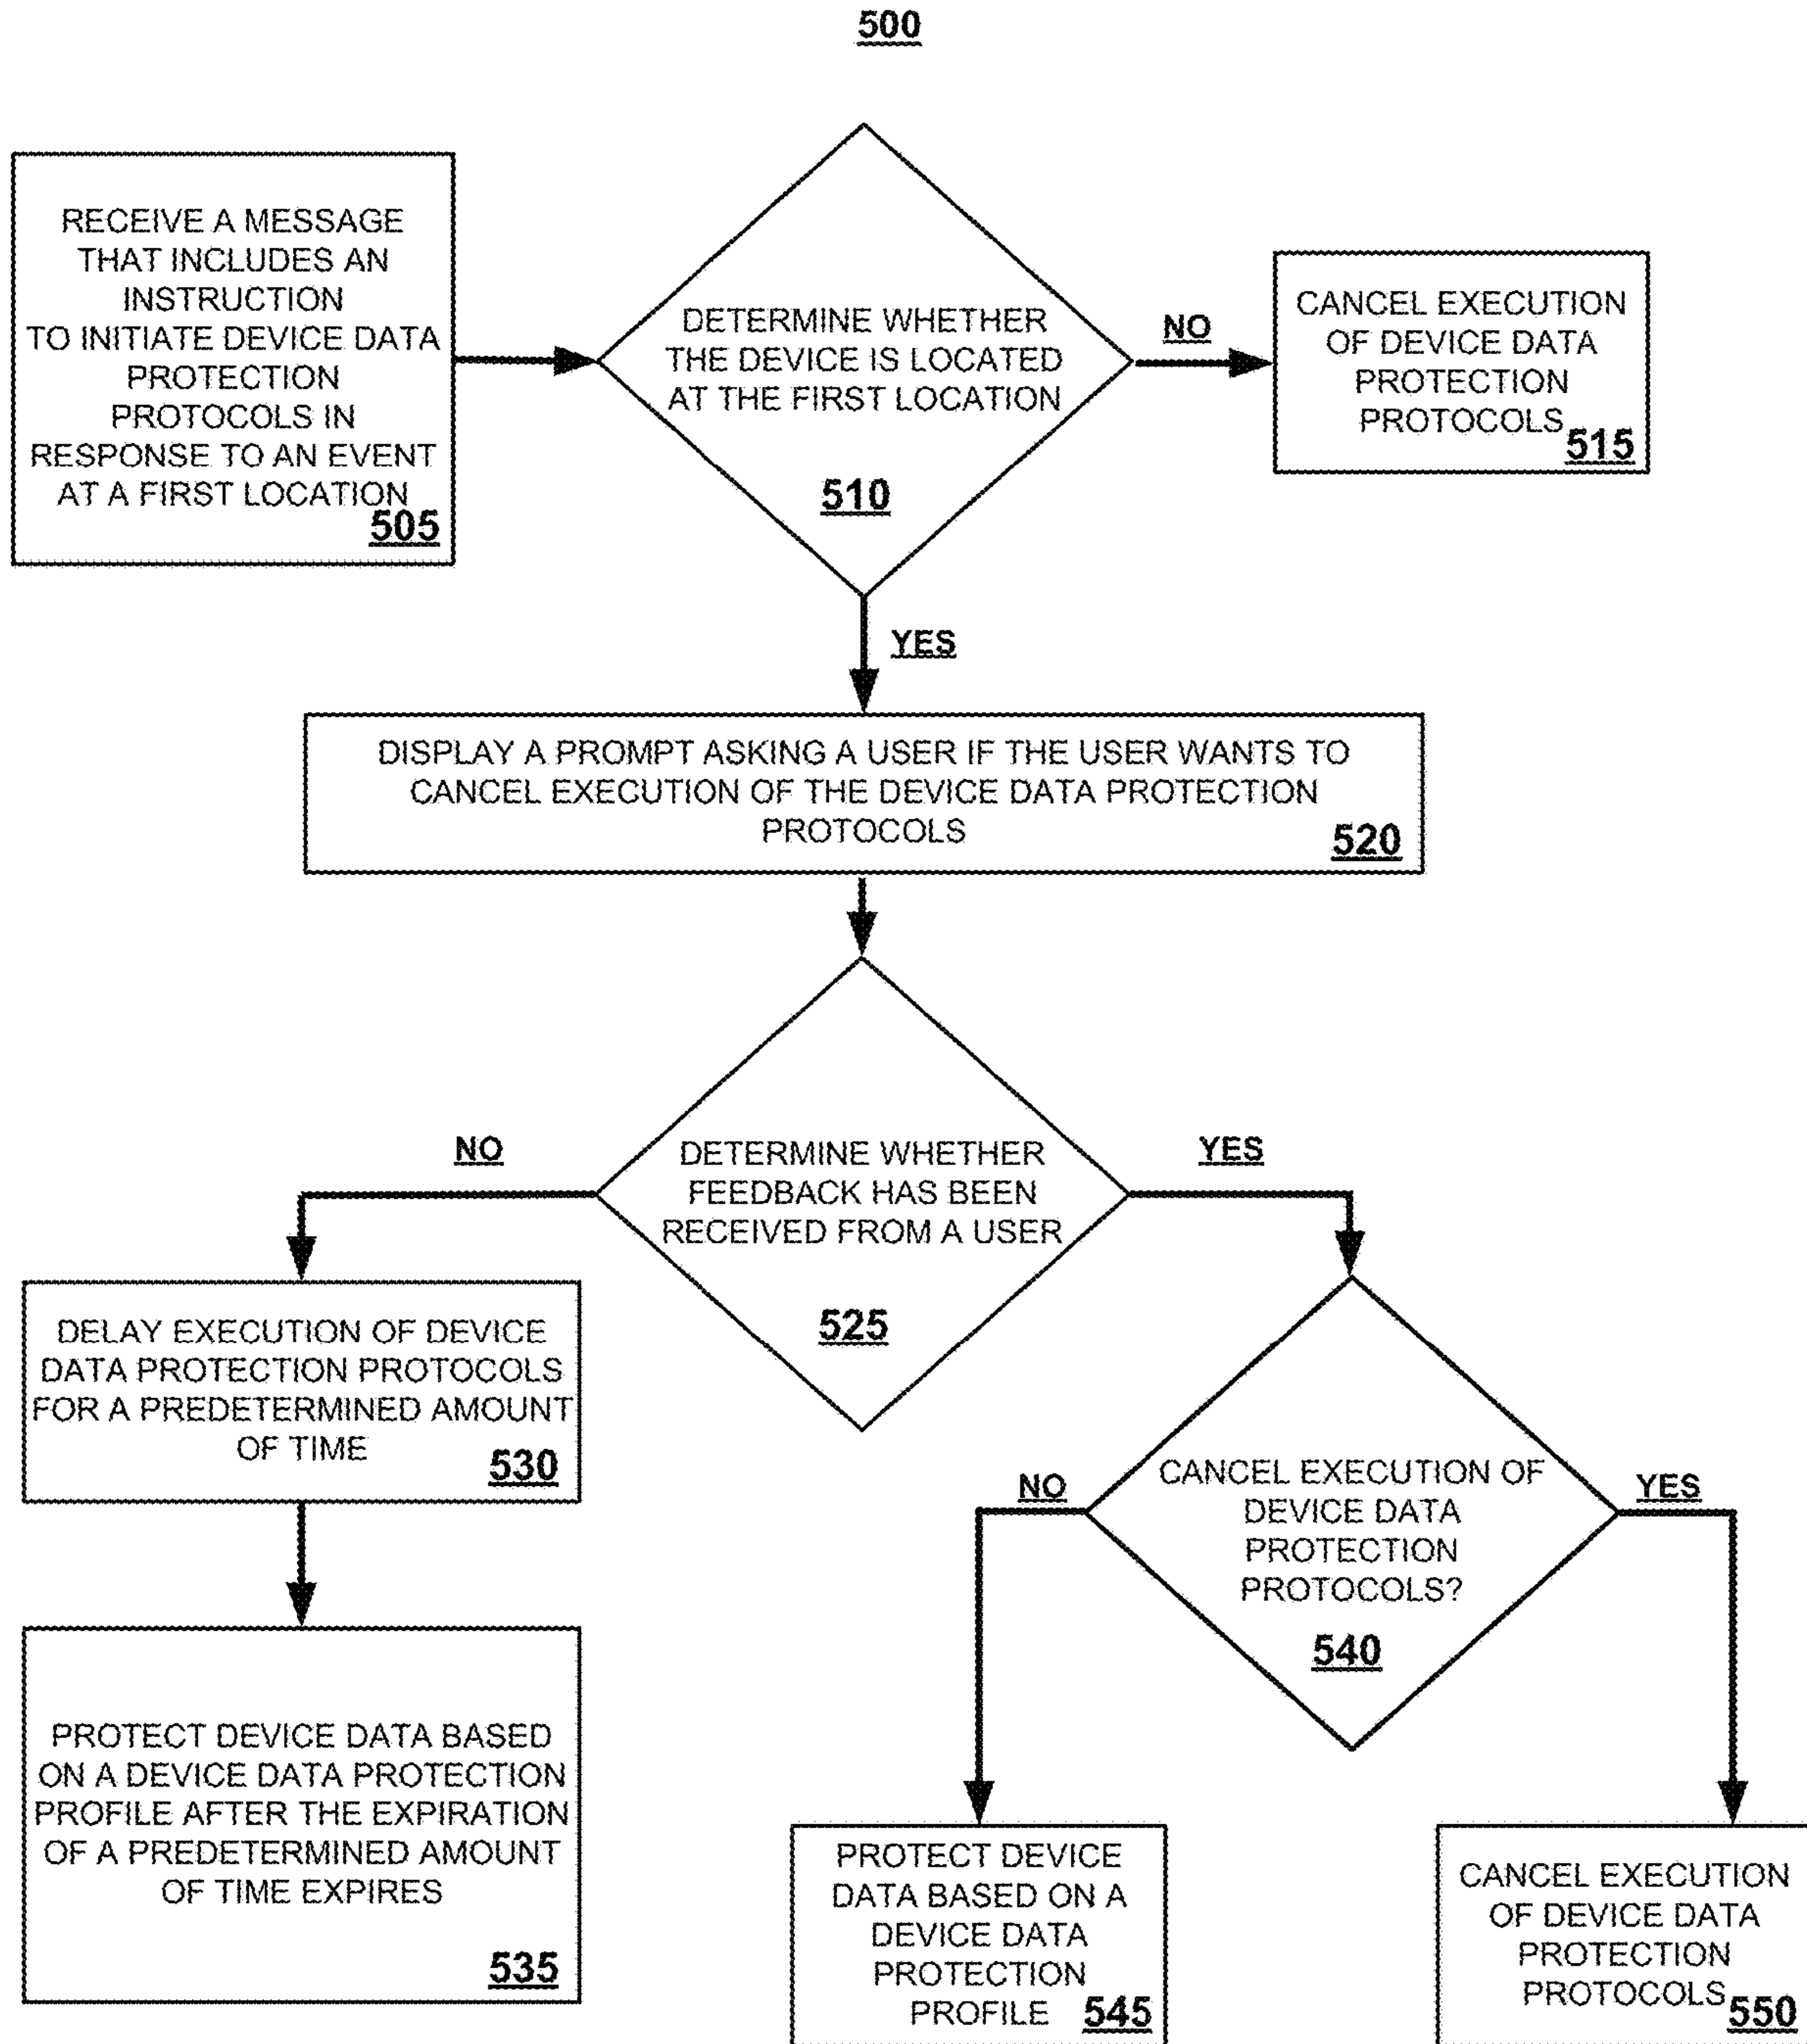 500
RECEIVE A MESSAGE
THAT INCLUDES AN
INSTRUCTION
TO INITIATE DEVICE DATA
PROTECTION
PROTOCOLS IN
RESPONSE TO AN EVENT
AT A FIRST LOCATION
505
DETERMINE WHETHER
THE DEVICE IS LOCATED
AT THE FIRST LOCATION
510
NO
CANCEL EXECUTION
OF DEVICE DATA
PROTECTION
PROTOCOLS
515
YES
DISPLAY A PROMPT ASKING A USER IF THE USER WANTS TO
CANCEL EXECUTION OF THE DEVICE DATA PROTECTION
PROTOCOLS
520
DETERMINE WHETHER
FEEDBACK HAS BEEN
RECEIVED FROM A USER
525
NO
YES
DELAY EXECUTION OF DEVICE
DATA PROTECTION PROTOCOLS
FOR A PREDETERMINED AMOUNT
OF TIME
530
PROTECT DEVICE DATA BASED
ON A DEVICE DATA PROTECTION
PROFILE AFTER THE EXPIRATION
OF A PREDETERMINED AMOUNT
OF TIME EXPIRES
535
CANCEL EXECUTION OF
DEVICE DATA
PROTECTION
PROTOCOLS?
540
NO
YES
PROTECT DEVICE
DATA BASED ON A
DEVICE DATA
PROTECTION
PROFILE
545
CANCEL EXECUTION
OF DEVICE DATA
PROTECTION
PROTOCOLS
550